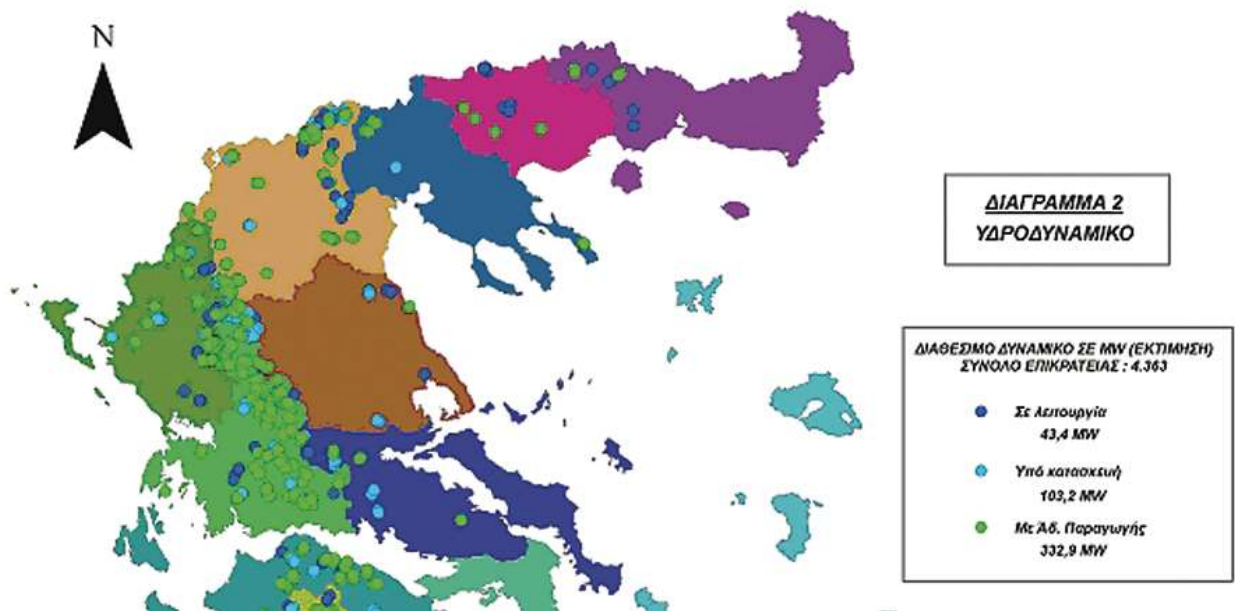 N
ΔΙΑΓΡΑΜΜΑ 2
ΥΔΡΟΔΥΝΑΜΙΚΟ
ΔΙΑΘΕΣΙΜΟ ΔΥΝΑΜΙΚΟ ΣΕ MW (ΕΚΤΙΜΗΣΗ)
ΣΥΝΟΛΟ ΕΠΙΚΡΑΤΕΙΑΣ : 4.363
Σε λειτουργία
43,4 MW
Υπό κατασκευή
103,2 MW
Με Άδ. Παραγωγής
332,9 MW